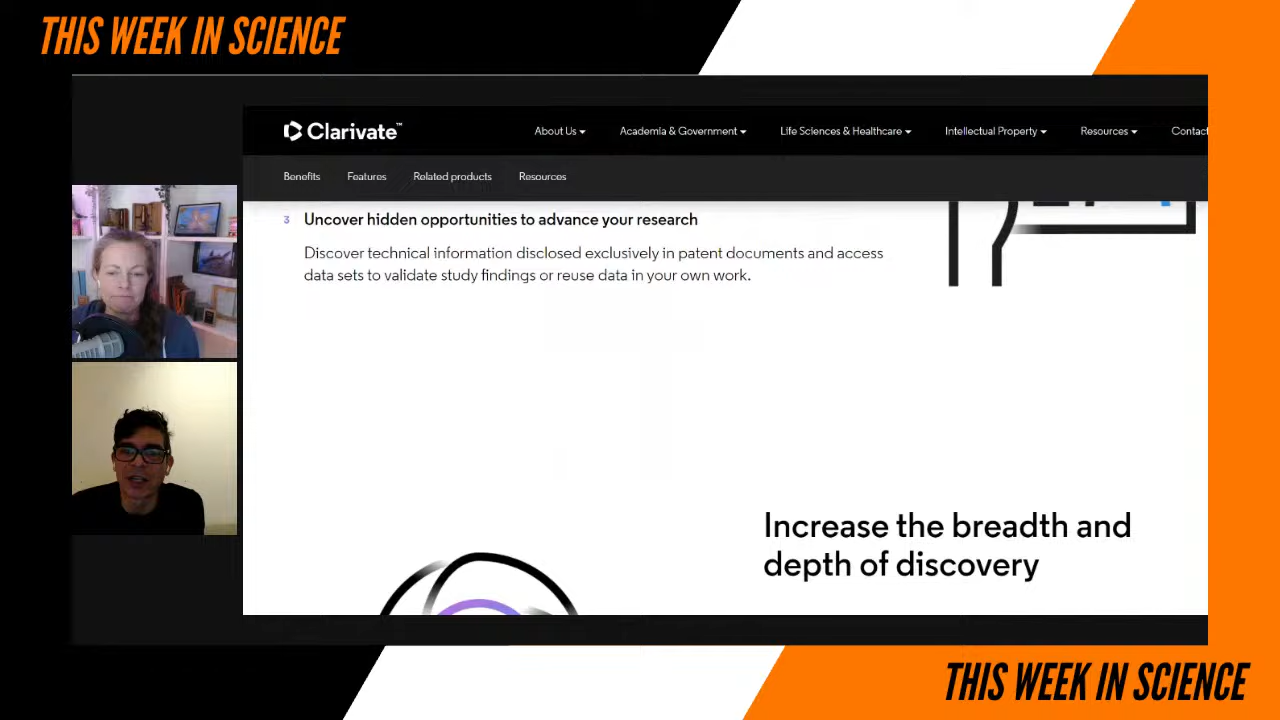 THIS WEEK IN SCIENCE
Clarivate™
About Us
Academia & Government
Life Sciences & Healthcare
Intellectual Property
Resources
Contact
Benefits
Features
Related products
Resources
3 Uncover hidden opportunities to advance your research
Discover technical information disclosed exclusively in patent documents and access
data sets to validate study findings or reuse data in your own work.
Increase the breadth and
depth of discovery
THIS WEEK IN SCIENCE